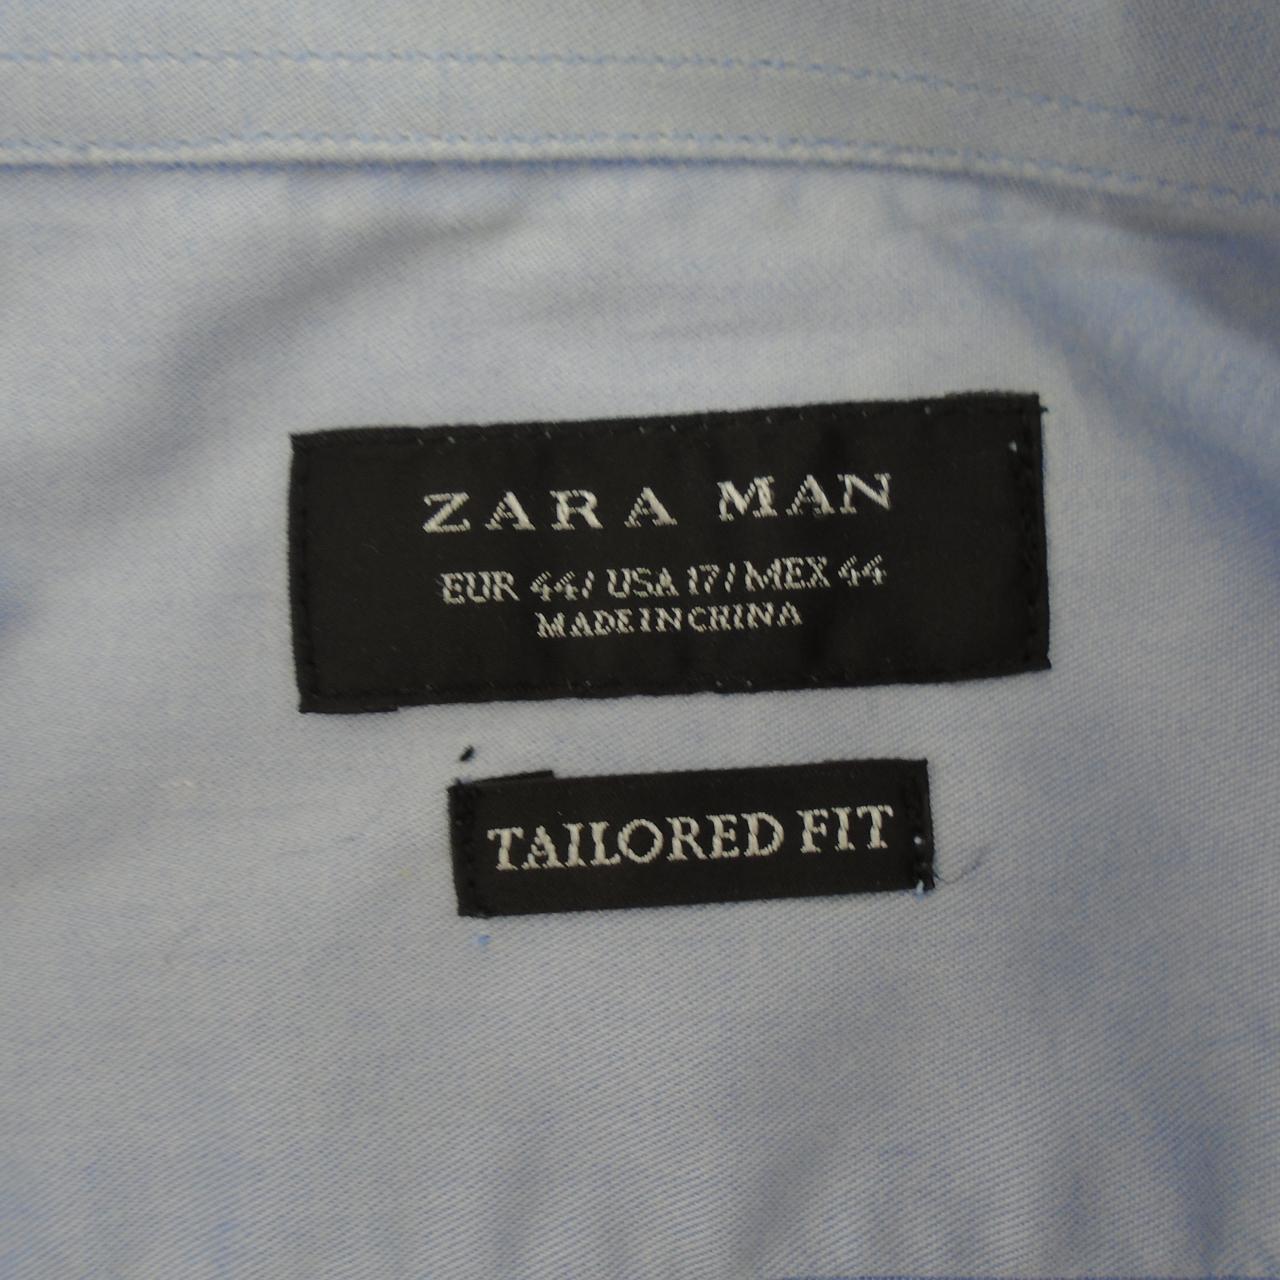 ZARA MAN
EUR 44/ USA 17/ MEX 44
MADE IN CHINA
TAILORED FIT